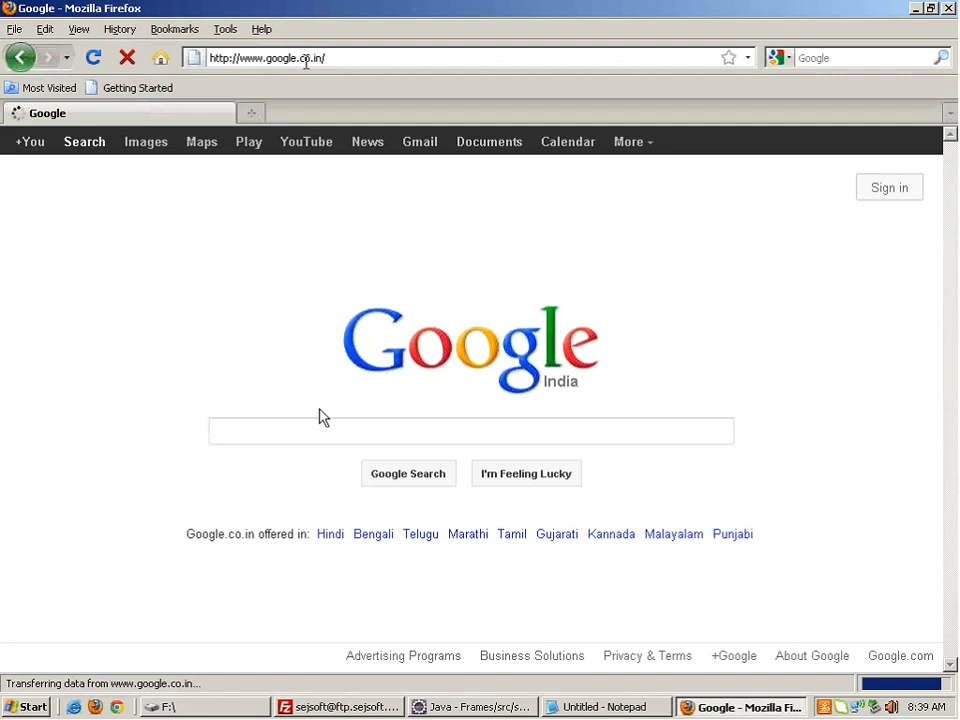 Google - Mozilla Firefox
File Edit View History Bookmarks Tools Help
http://www.google.co.in/ Google
Most Visited Getting Started
Google
+You Search Images Maps Play YouTube News Gmail Documents Calendar More
Sign in
Google
India
Google Search I'm Feeling Lucky
Google.co.in offered in: Hindi Bengali Telugu Marathi Tamil Gujarati Kannada Malayalam Punjabi
Advertising Programs Business Solutions Privacy & Terms +Google About Google Google.com
Transferring data from www.google.co.in...
Start F:\ sejsoft@ftp.sejsoft.... Java - Frames/src/s... Untitled - Notepad Google - Mozilla Fi... 8:39 AM